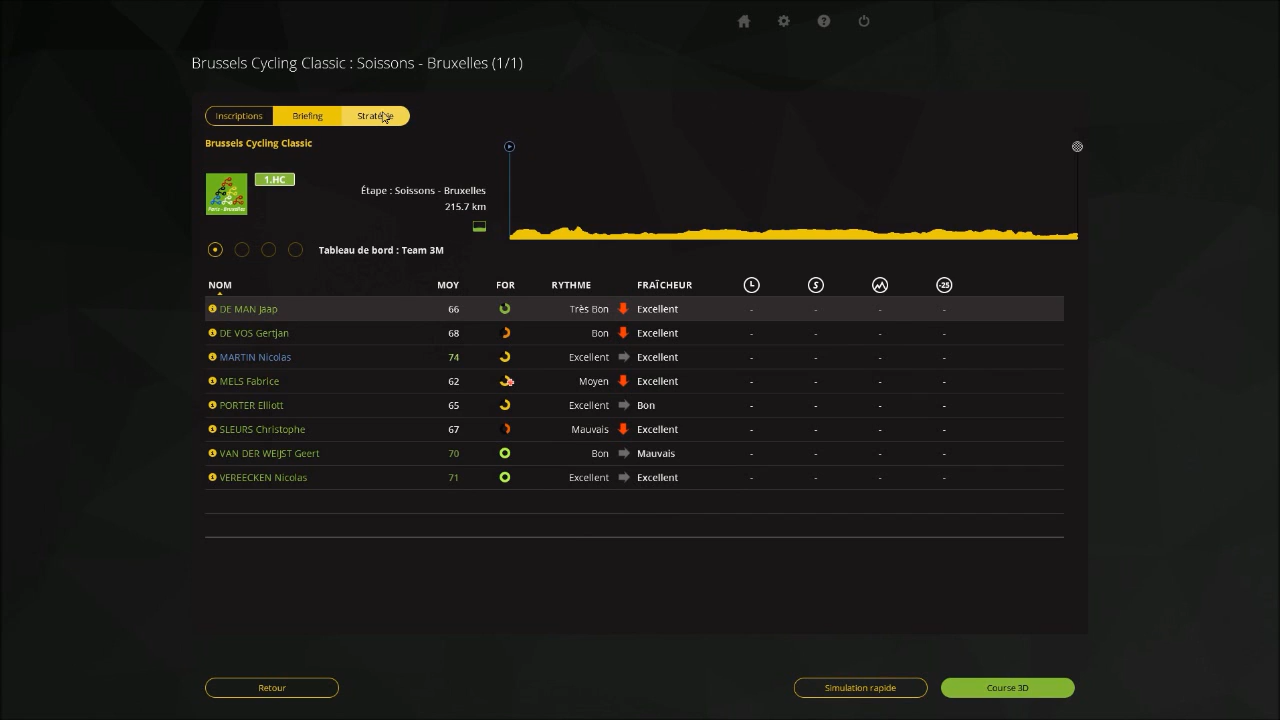 Brussels Cycling Classic : Soissons - Bruxelles (1/1)
Inscriptions Briefing Stratégie
Brussels Cycling Classic
1.HC
Paris - Bruxelles
Étape : Soissons - Bruxelles
215.7 km
Tableau de bord : Team 3M
NOM MOY FOR RYTHME FRAÎCHEUR S -25
DE MAN Jaap 66 Très Bon Excellent - - - -
DE VOS Gertjan 68 Bon Excellent - - - -
MARTIN Nicolas 74 Excellent Excellent - - - -
MELS Fabrice 62 Moyen Excellent - - - -
PORTER Elliott 65 Excellent Bon - - - -
SLEURS Christophe 67 Mauvais Excellent - - - -
VAN DER WEIJST Geert 70 Bon Mauvais - - - -
VEREECKEN Nicolas 71 Excellent Excellent - - - -
Retour Simulation rapide Course 3D